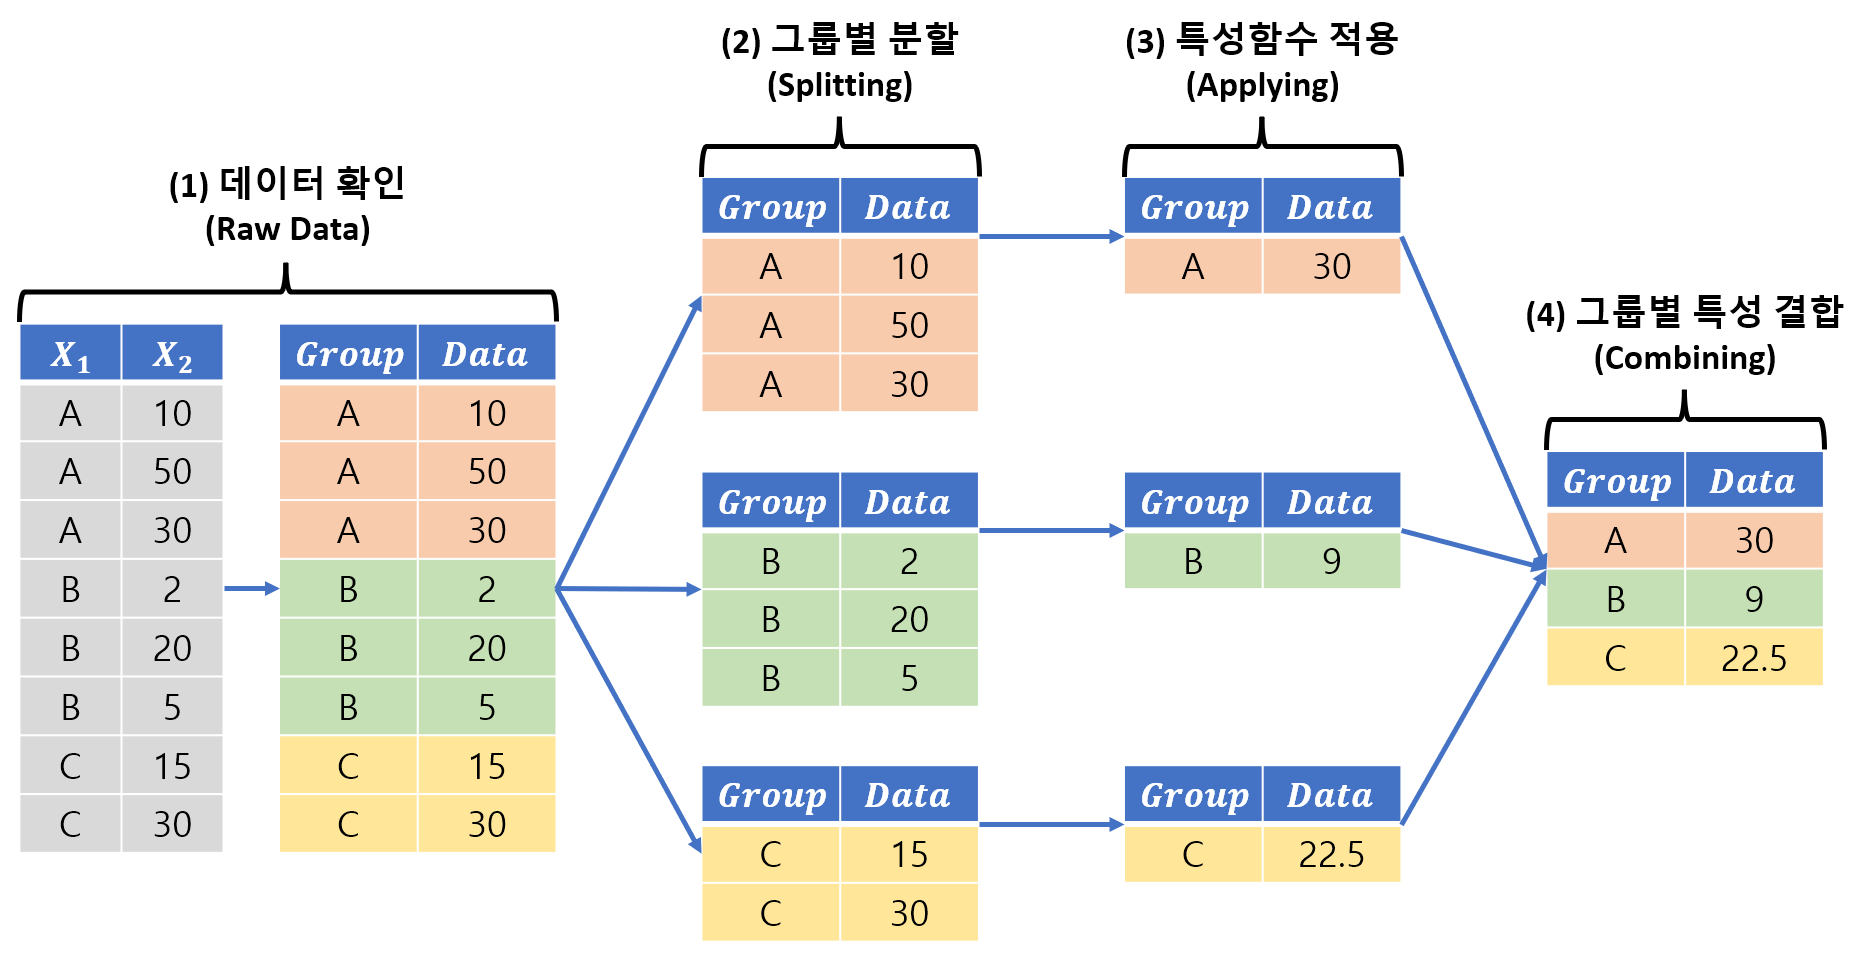 (1) 데이터 확인
(Raw Data)
X₁ X₂
A 10
A 50
A 30
B 2
B 20
B 5
C 15
C 30
Group Data
A 10
A 50
A 30
B 2
B 20
B 5
C 15
C 30
(2) 그룹별 분할
(Splitting)
Group Data
A 10
A 50
A 30
Group Data
B 2
B 20
B 5
Group Data
C 15
C 30
(3) 특성함수 적용
(Applying)
Group Data
A 30
Group Data
B 9
Group Data
C 22.5
(4) 그룹별 특성 결합
(Combining)
Group Data
A 30
B 9
C 22.5